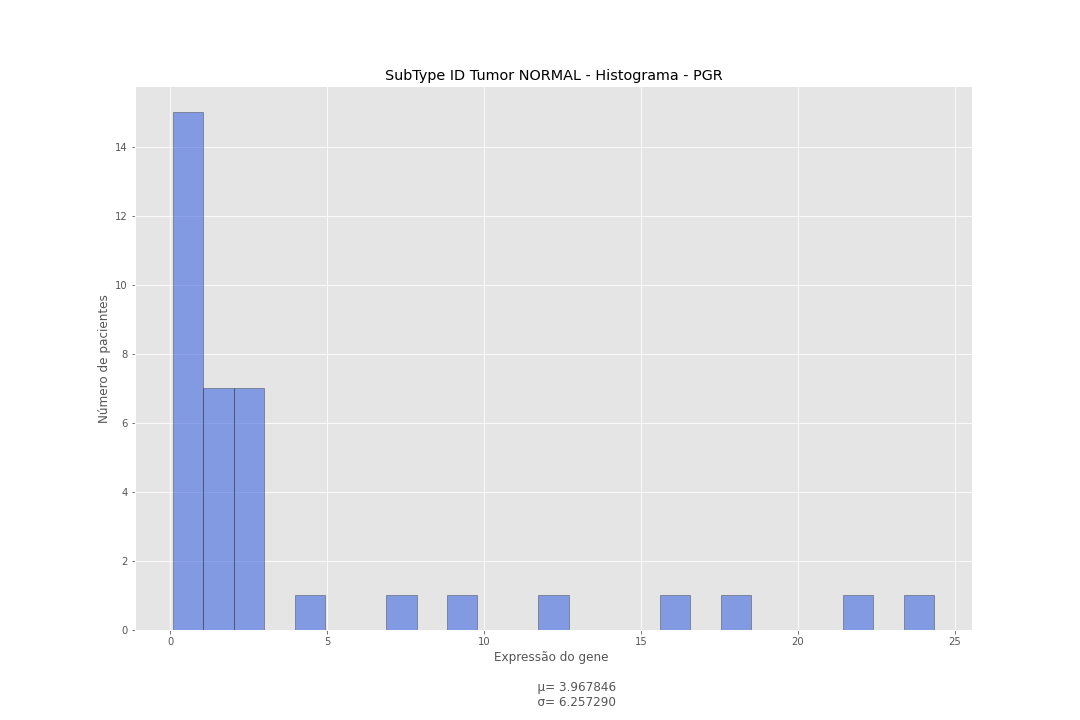 SubType ID Tumor NORMAL - Histograma - PGR
Número de pacientes
14
12
10
8
6
4
2
0
0 5 10 15 20 25
Expressão do gene
μ= 3.967846
σ= 6.257290